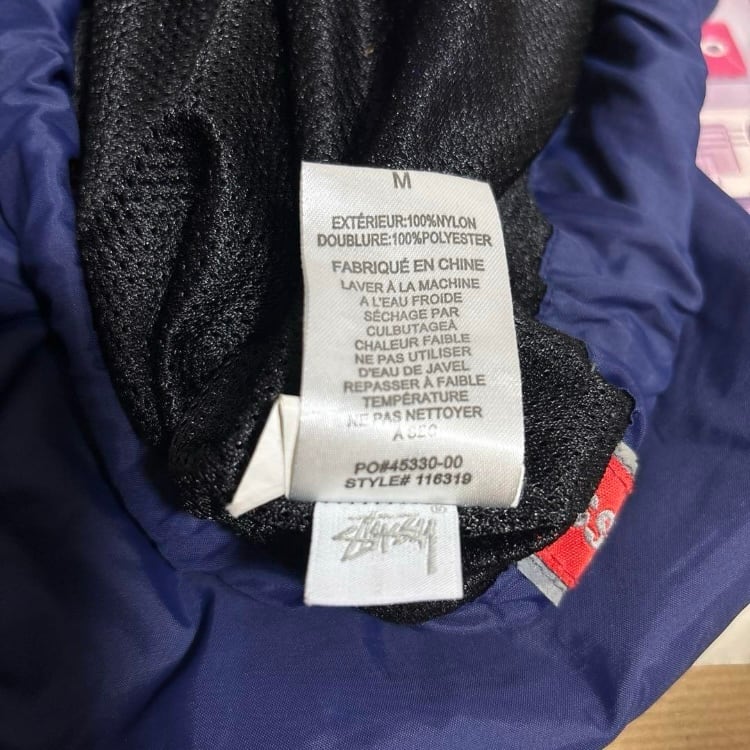 M
EXTÉRIEUR:100%NYLON
DOUBLURE:100%POLYESTER
FABRIQUÉ EN CHINE
LAVER À LA MACHINE
A L'EAU FROIDE
SÉCHAGE PAR
CULBUTAGEÀ
CHALEUR FAIBLE
NE PAS UTILISER
D'EAU DE JAVEL
REPASSER À FAIBLE
TEMPÉRATURE
NE PAS NETTOYER
A SEC
PO#45330-00
STYLE# 116319
Stüssy ®
S